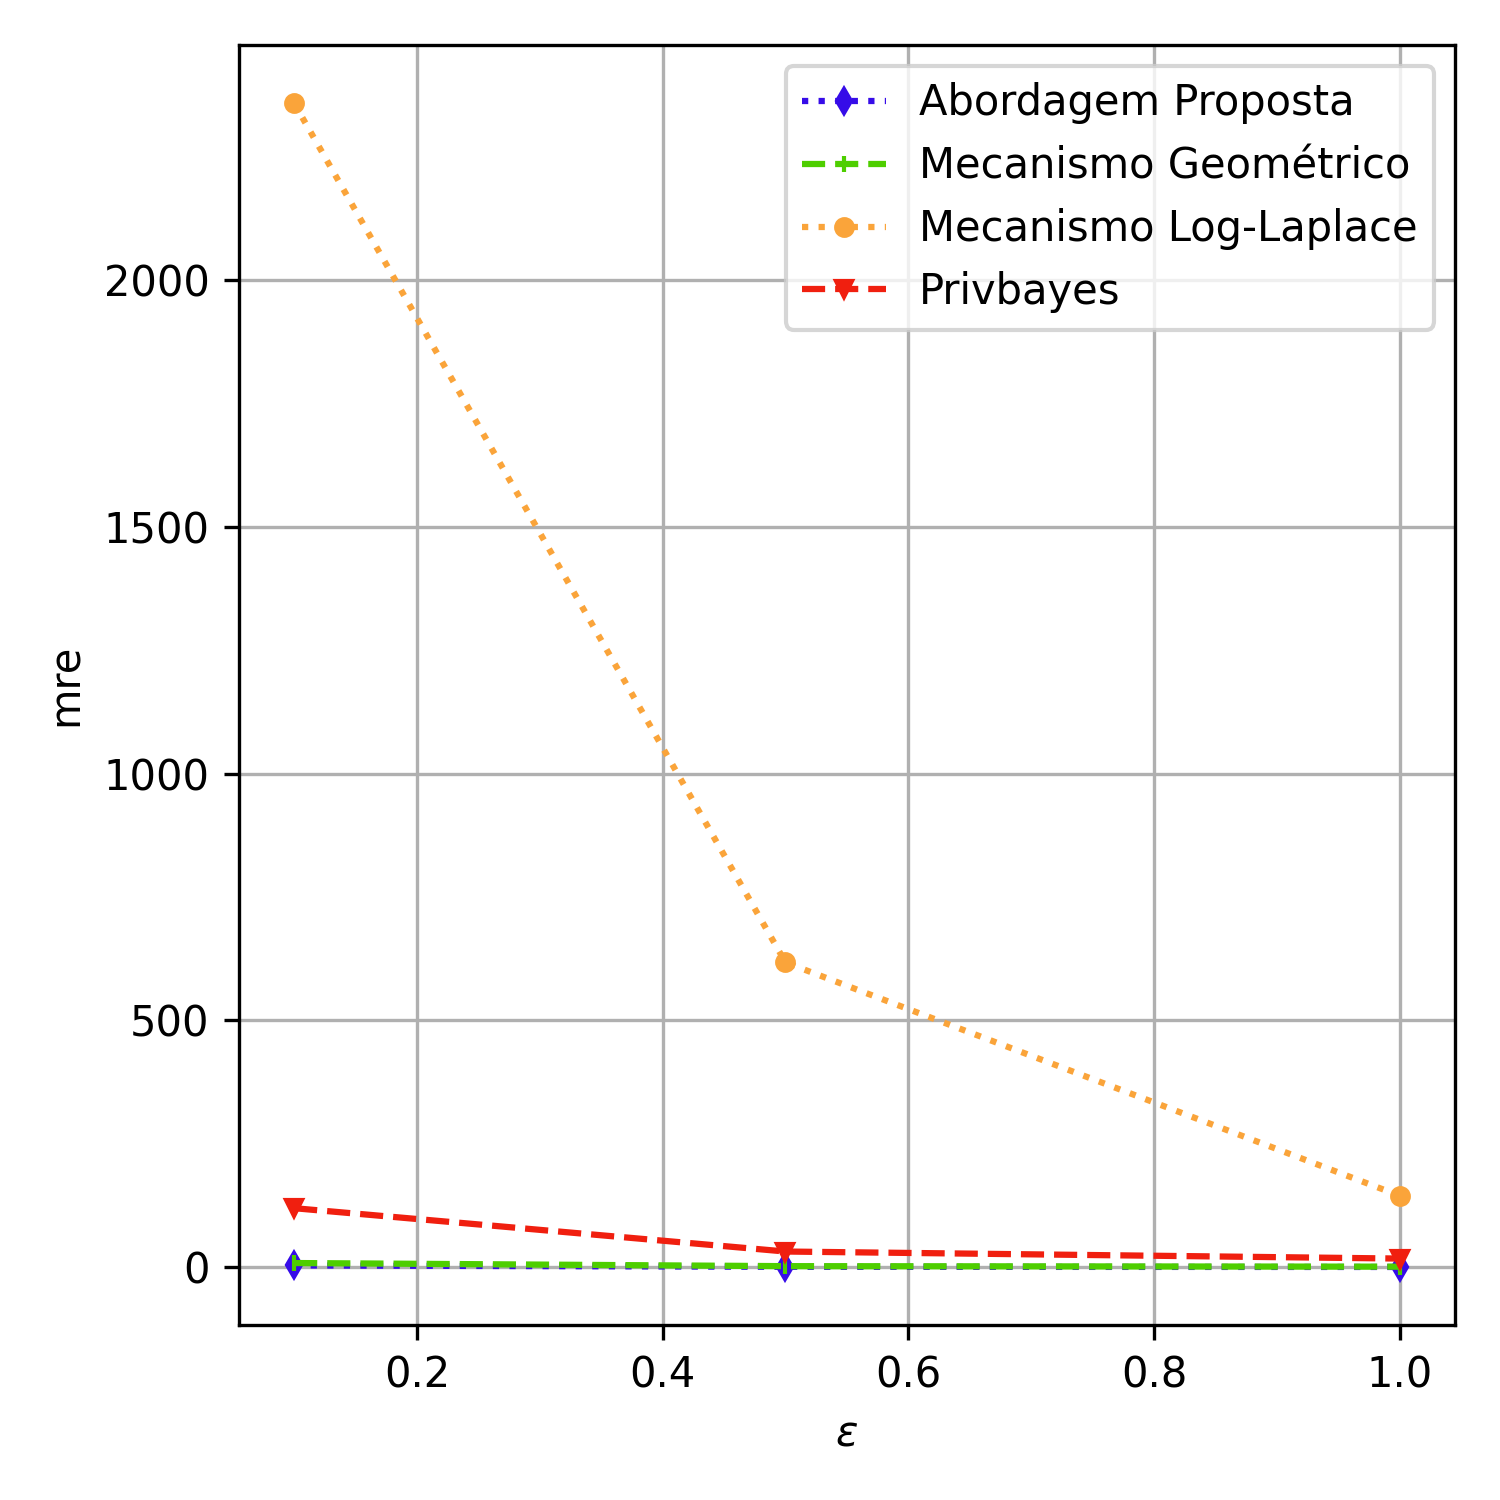 Abordagem Proposta
Mecanismo Geométrico
Mecanismo Log-Laplace
Privbayes
2000
1500
1000
500
0
mre
0.2 0.4 0.6 0.8 1.0
ε